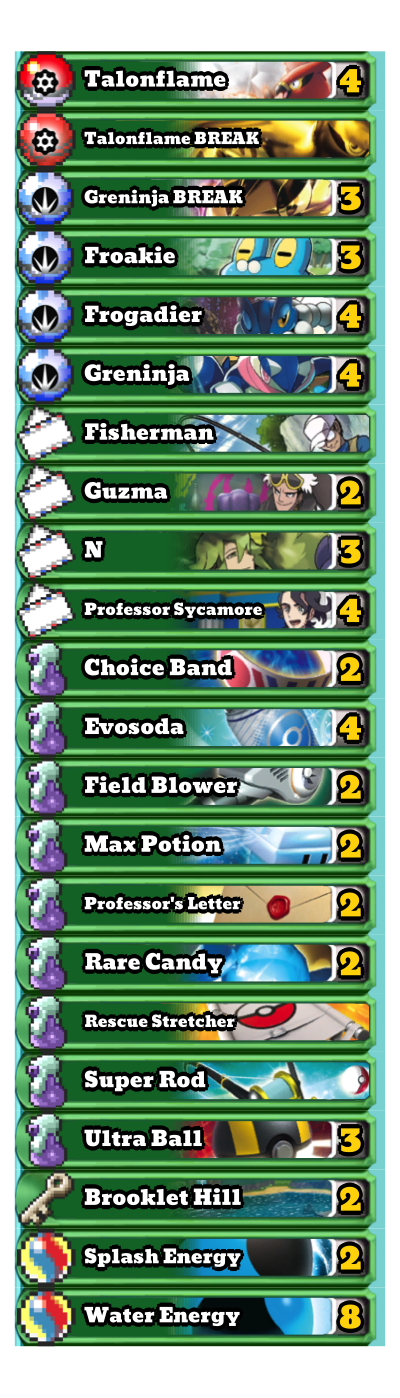 Talonflame 4
Talonflame BREAK
Greninja BREAK 3
Froakie 3
Frogadier 4
Greninja 4
Fisherman
Guzma 2
N 3
Professor Sycamore 4
Choice Band 2
Evosoda 4
Field Blower 2
Max Potion 2
Professor's Letter 2
Rare Candy 2
Rescue Stretcher
Super Rod
Ultra Ball 3
Brooklet Hill 2
Splash Energy 2
Water Energy 8